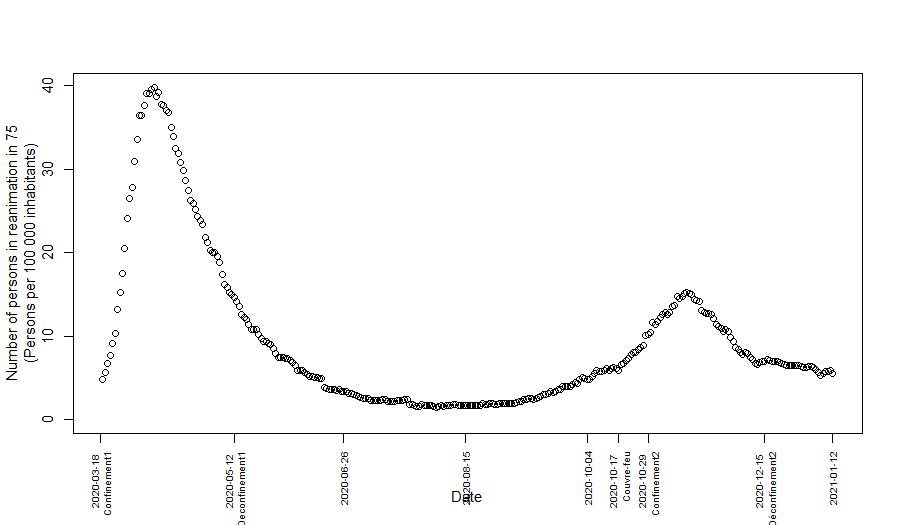 Number of persons in reanimation in 75
(Persons per 100 000 inhabitants)
40
30
20
10
0
2020-03-18
Confinement1
2020-05-12
Deconfinement1
2020-06-26
2020-08-15
2020-10-04
2020-10-17
Couvre-feu
2020-10-29
Confinement2
2020-12-15
Déconfinement2
2021-01-12
Date